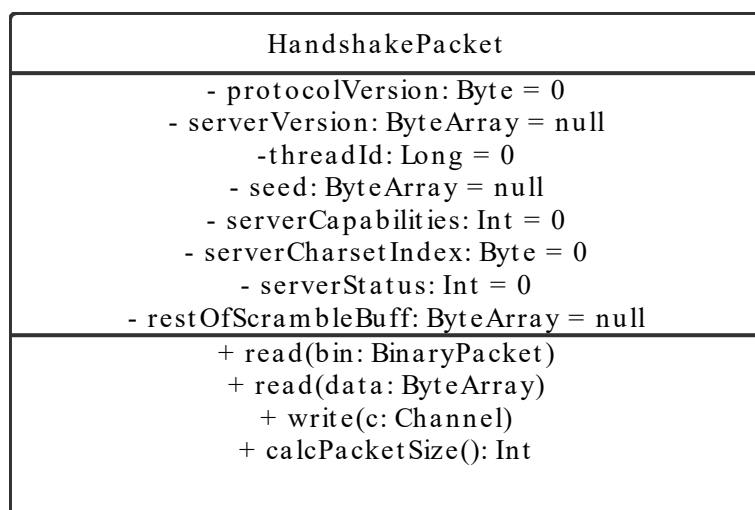 HandshakePacket
- protocolVersion: Byte = 0
- serverVersion: ByteArray = null
-threadId: Long = 0
- seed: ByteArray = null
- serverCapabilities: Int = 0
- serverCharsetIndex: Byte = 0
- serverStatus: Int = 0
- restOfScrambleBuff: ByteArray = null
+ read(bin: BinaryPacket)
+ read(data: ByteArray)
+ write(c: Channel)
+ calcPacketSize(): Int